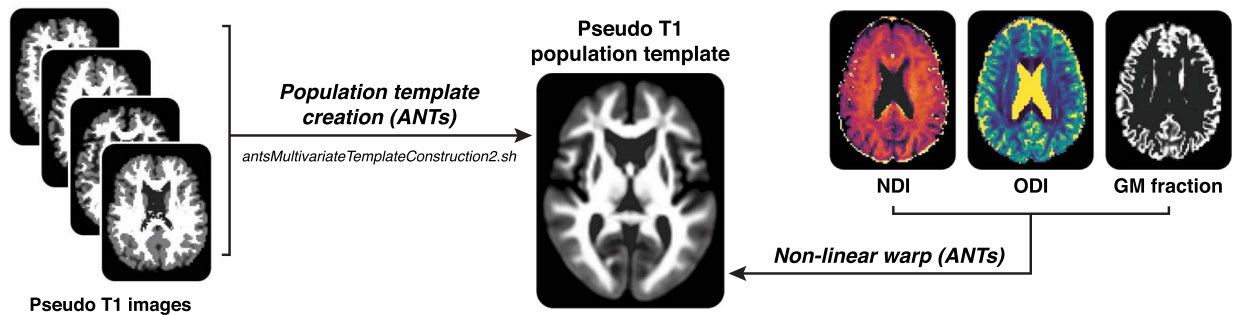 Pseudo T1 images
Population template
creation (ANTs)
antsMultivariateTemplateConstruction2.sh
Pseudo T1
population template
NDI
ODI
GM fraction
Non-linear warp (ANTs)